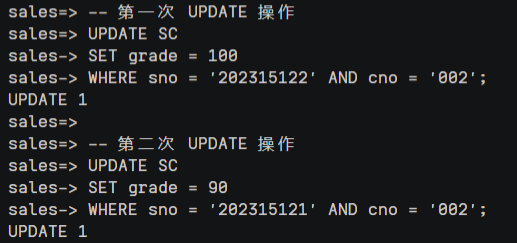 sales=> -- 第一次 UPDATE 操作
sales=> UPDATE SC
sales-> SET grade = 100
sales-> WHERE sno = '202315122' AND cno = '002';
UPDATE 1
sales=>
sales=> -- 第二次 UPDATE 操作
sales=> UPDATE SC
sales-> SET grade = 90
sales-> WHERE sno = '202315121' AND cno = '002';
UPDATE 1